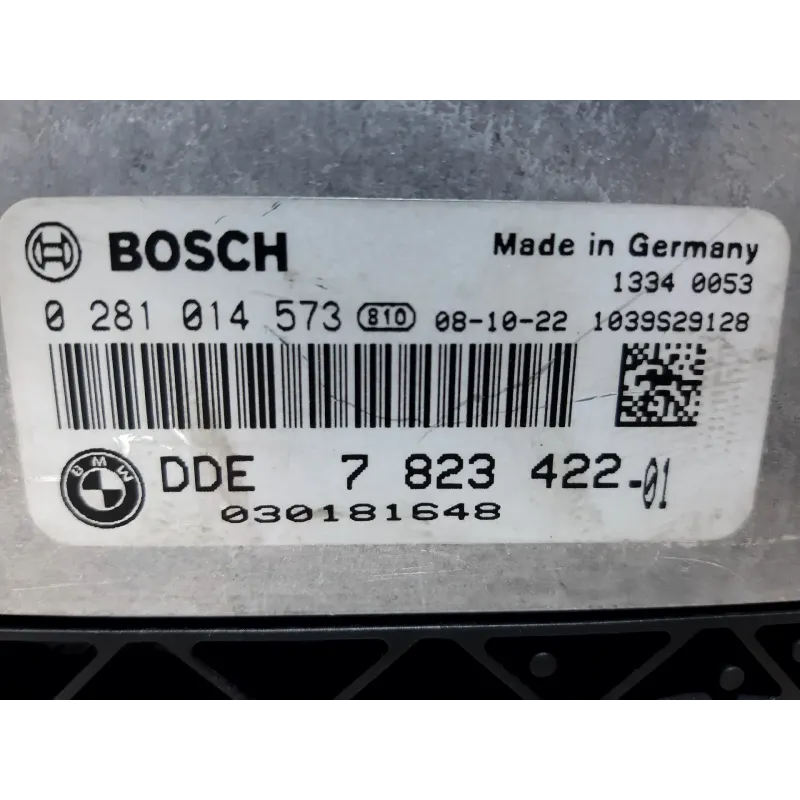 BOSCH Made in Germany
1334 0053
0 281 014 573 810 08-10-22 1039S29128
BMW DDE 7 823 422-01
030181648